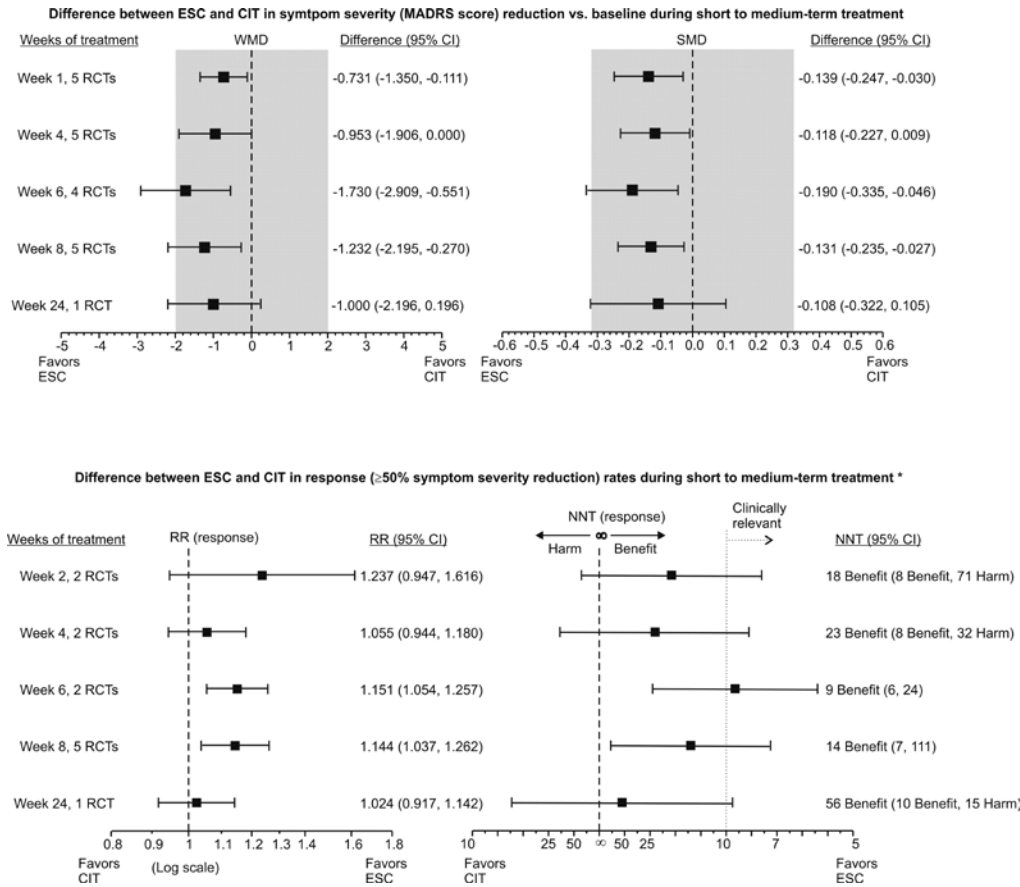 Difference between ESC and CIT in symtpom severity (MADRS score) reduction vs. baseline during short to medium-term treatment
Weeks of treatment WMD Difference (95% CI) SMD Difference (95% CI)
Week 1, 5 RCTs -0.731 (-1.350, -0.111) -0.139 (-0.247, -0.030)
Week 4, 5 RCTs -0.953 (-1.906, 0.000) -0.118 (-0.227, 0.009)
Week 6, 4 RCTs -1.730 (-2.909, -0.551) -0.190 (-0.335, -0.046)
Week 8, 5 RCTs -1.232 (-2.195, -0.270) -0.131 (-0.235, -0.027)
Week 24, 1 RCT -1.000 (-2.196, 0.196) -0.108 (-0.322, 0.105)
-5 -4 -3 -2 -1 0 1 2 3 4 5 -0.6 -0.5 -0.4 -0.3 -0.2 -0.1 0.0 0.1 0.2 0.3 0.4 0.5 0.6
Favors Favors Favors Favors
ESC CIT ESC CIT
Difference between ESC and CIT in response (≥50% symptom severity reduction) rates during short to medium-term treatment *
Clinically
NNT (response) relevant
Weeks of treatment RR (response) RR (95% CI) ∞ NNT (95% CI)
Harm Benefit
Week 2, 2 RCTs 1.237 (0.947, 1.616) 18 Benefit (8 Benefit, 71 Harm)
Week 4, 2 RCTs 1.055 (0.944, 1.180) 23 Benefit (8 Benefit, 32 Harm)
Week 6, 2 RCTs 1.151 (1.054, 1.257) 9 Benefit (6, 24)
Week 8, 5 RCTs 1.144 (1.037, 1.262) 14 Benefit (7, 111)
Week 24, 1 RCT 1.024 (0.917, 1.142) 56 Benefit (10 Benefit, 15 Harm)
0.8 0.9 1 1.1 1.2 1.3 1.4 1.6 1.8 10 25 50 ∞ 50 25 10 7 5
Favors (Log scale) Favors Favors Favors
CIT ESC CIT ESC